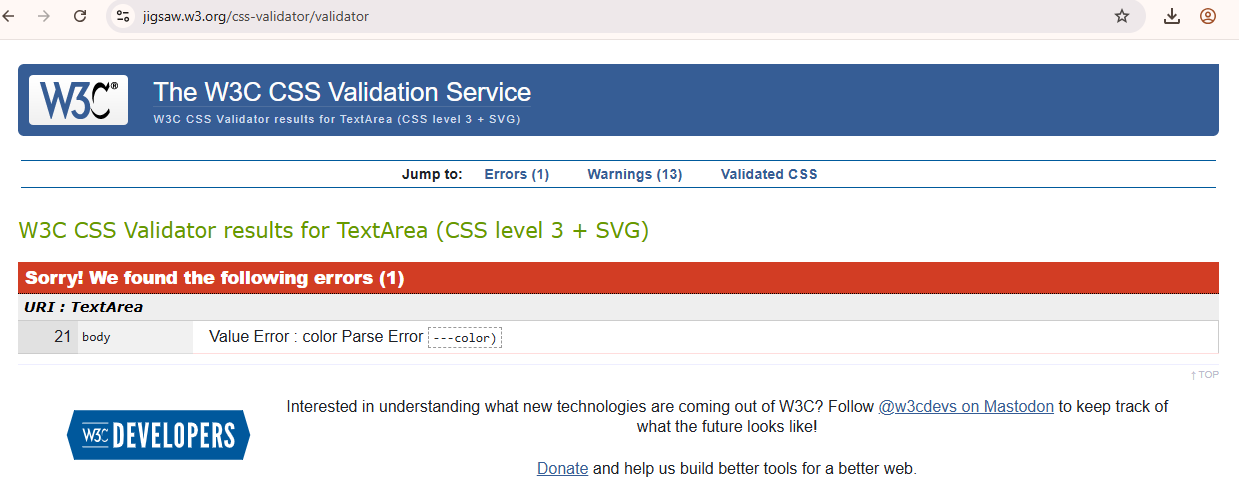 jigsaw.w3.org/css-validator/validator
W3C®
The W3C CSS Validation Service
W3C CSS Validator results for TextArea (CSS level 3 + SVG)
Jump to: Errors (1) Warnings (13) Validated CSS
W3C CSS Validator results for TextArea (CSS level 3 + SVG)
Sorry! We found the following errors (1)
URI : TextArea
21 body Value Error : color Parse Error ---color)
↑ TOP
Interested in understanding what new technologies are coming out of W3C? Follow @w3cdevs on Mastodon to keep track of
what the future looks like!
W3C DEVELOPERS
Donate and help us build better tools for a better web.